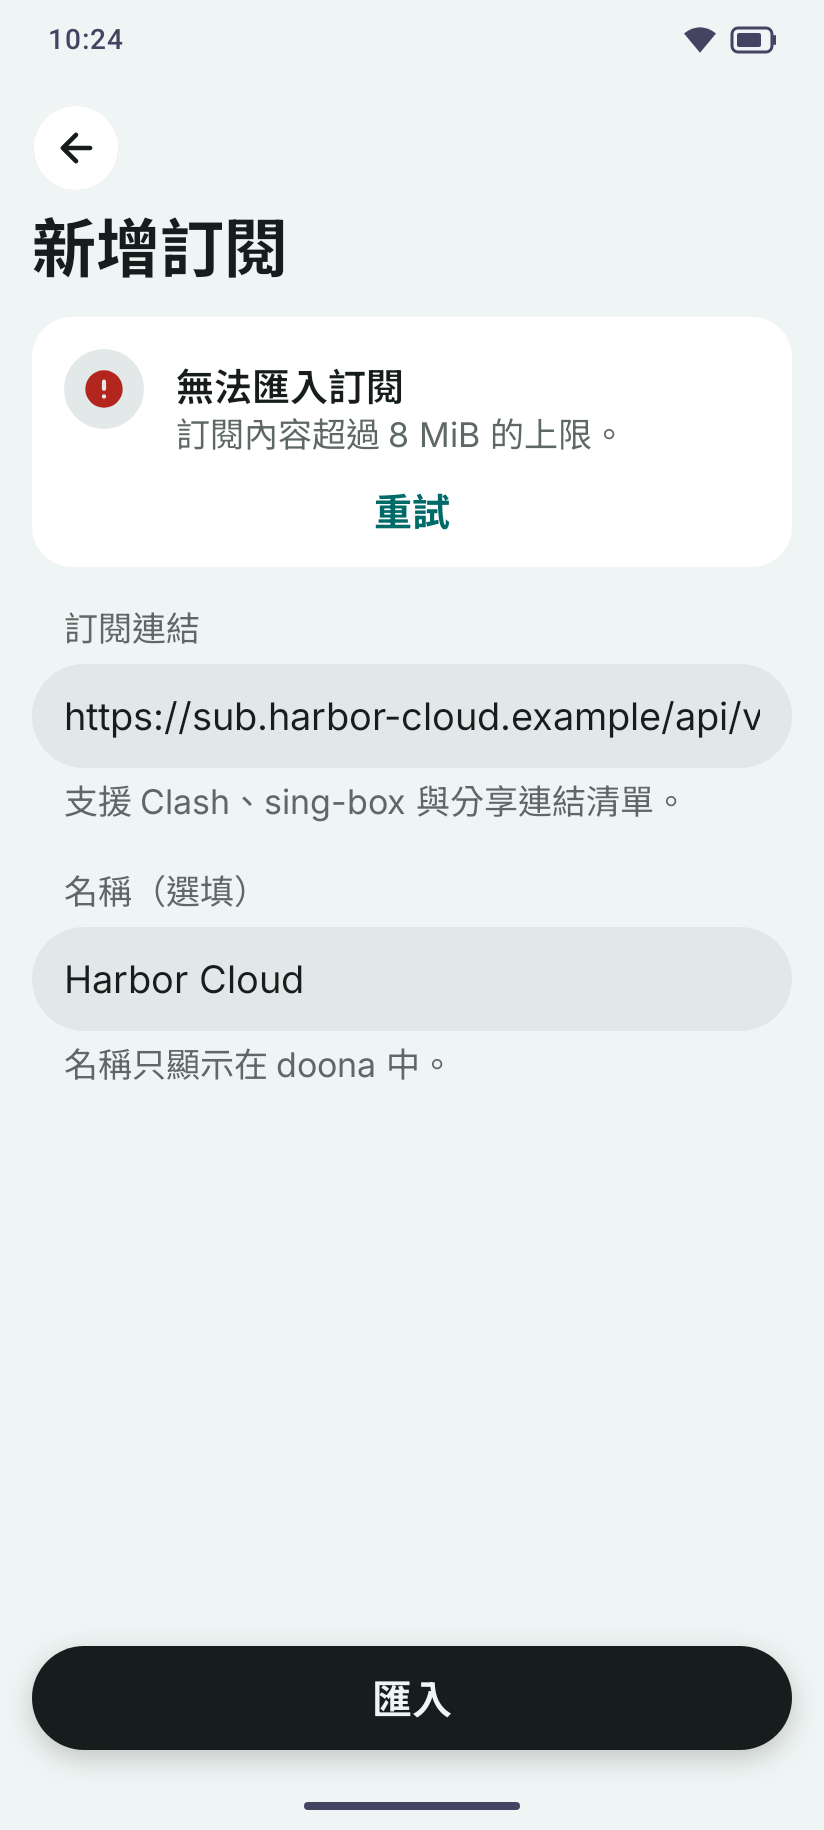 10:24
新增訂閱
無法匯入訂閱
訂閱內容超過 8 MiB 的上限。
重試
訂閱連結
https://sub.harbor-cloud.example/api/v
支援 Clash、sing-box 與分享連結清單。
名稱（選填）
Harbor Cloud
名稱只顯示在 doona 中。
匯入